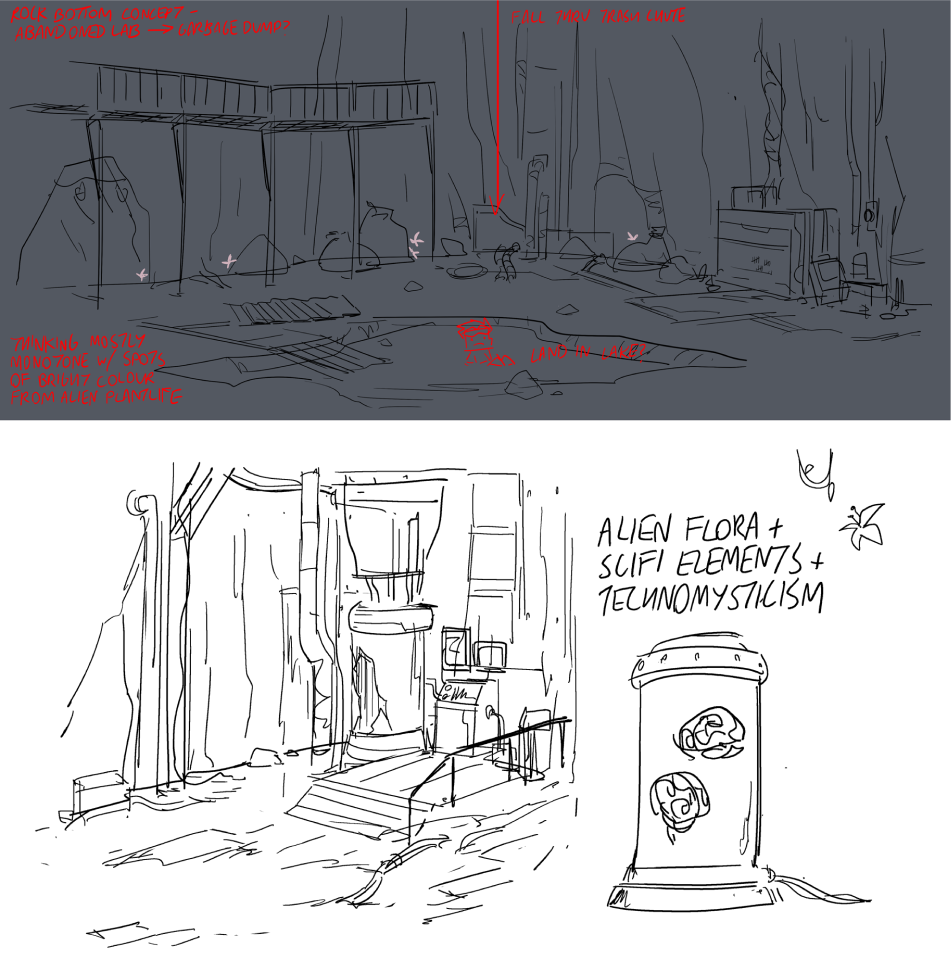 ROCK BOTTOM CONCEPT -
ABANDONED LAB → GARBAGE DUMP?
FALL THRU TRASH CHUTE
THINKING MOSTLY
MONOTONE W/ SPOTS
OF BRIGHT COLOUR
FROM ALIEN PLANTLIFE
LAND IN LAKE?
ALIEN FLORA +
SCIFI ELEMENTS +
TECHNOMYSTICISM